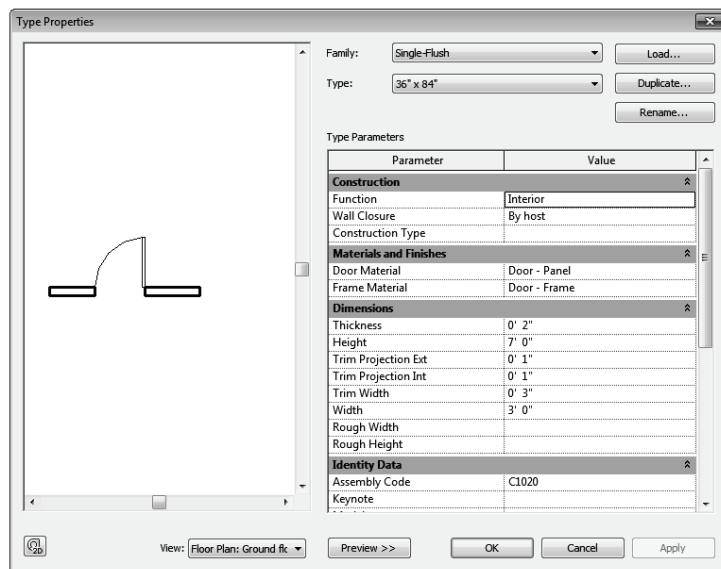 Type Properties
Family: Single-Flush Load...
Type: 36" x 84" Duplicate...
Rename...
Type Parameters
Parameter Value
Construction
Function Interior
Wall Closure By host
Construction Type
Materials and Finishes
Door Material Door - Panel
Frame Material Door - Frame
Dimensions
Thickness 0' 2"
Height 7' 0"
Trim Projection Ext 0' 1"
Trim Projection Int 0' 1"
Trim Width 0' 3"
Width 3' 0"
Rough Width
Rough Height
Identity Data
Assembly Code C1020
Keynote
2D View: Floor Plan: Ground flc Preview >> OK Cancel Apply